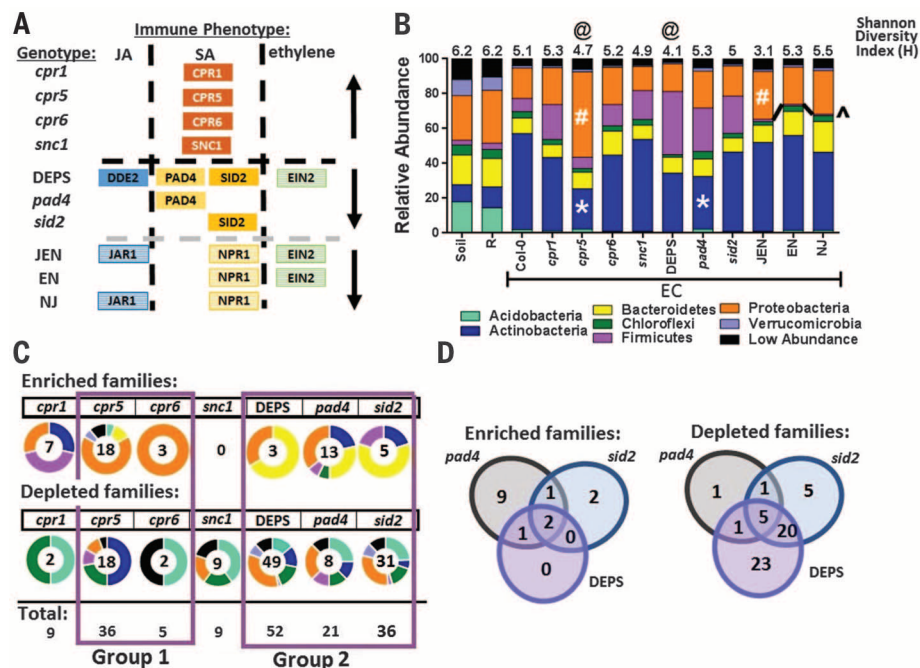 A
Immune Phenotype:
Genotype: JA SA ethylene
cpr1 CPR1
cpr5 CPR5
cpr6 CPR6
snc1 SNC1
DEPS DDE2 PAD4 SID2 EIN2
pad4 PAD4
sid2 SID2
JEN JAR1 NPR1 EIN2
EN NPR1 EIN2
NJ JAR1 NPR1
B
@ @
6.2 6.2 5.1 5.3 4.7 5.2 4.9 4.1 5.3 5 3.1 5.3 5.5
Shannon
Diversity
Index (H)
Relative Abundance
100
80
60
40
20
0
# # ^
* *
Soil R- Col-0 cpr1 cpr5 cpr6 snc1 DEPS pad4 sid2 JEN EN NJ
EC
Acidobacteria Bacteroidetes Proteobacteria
Actinobacteria Chloroflexi Verrucomicrobia
Firmicutes Low Abundance
C
Enriched families:
cpr1 cpr5 cpr6 snc1 DEPS pad4 sid2
7 18 3 0 3 13 5
Depleted families:
cpr1 cpr5 cpr6 snc1 DEPS pad4 sid2
2 18 2 9 49 8 31
Total:
9 36 5 9 52 21 36
Group 1 Group 2
D
Enriched families:
pad4 sid2
9 1 2
1 2 0
0
DEPS
Depleted families:
pad4 sid2
1 1 5
1 5 20
23
DEPS